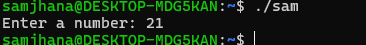 samjhana@DESKTOP-MDG5KAN:~$ ./sam
Enter a number: 21
samjhana@DESKTOP-MDG5KAN:~$